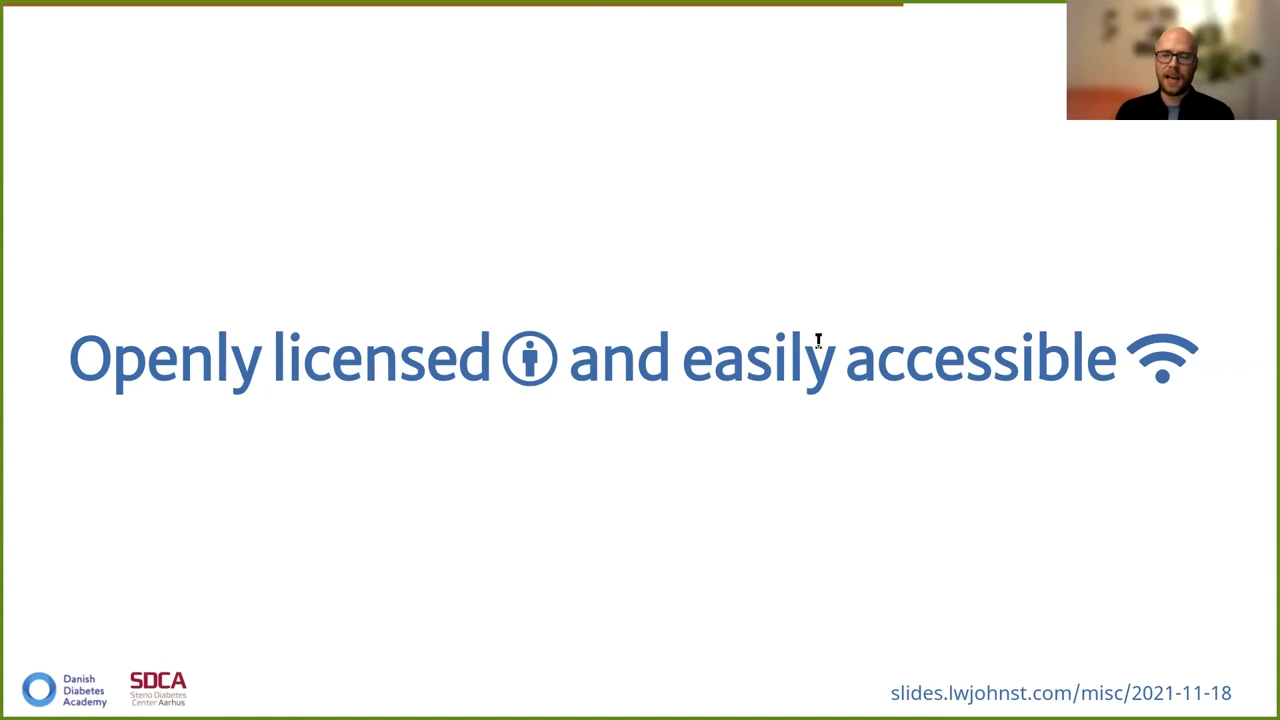 Openly licensed and easily accessible
Danish
Diabetes
Academy
SDCA
Steno Diabetes
Center Aarhus
slides.lwjohnst.com/misc/2021-11-18